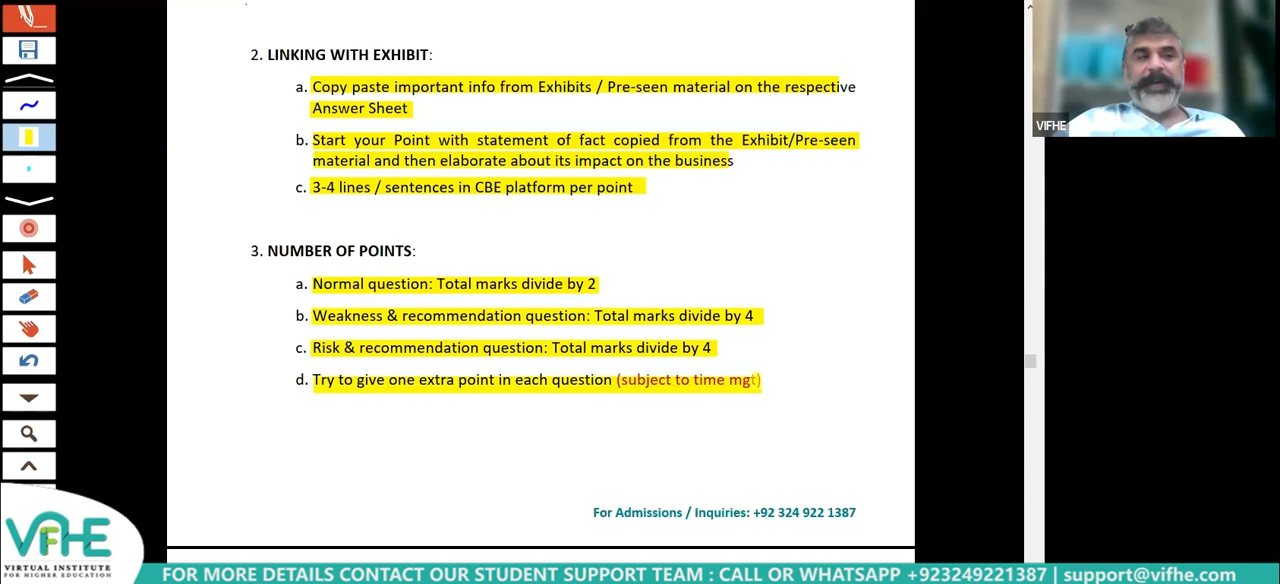 2. LINKING WITH EXHIBIT:
a. Copy paste important info from Exhibits / Pre-seen material on the respective
Answer Sheet
b. Start your Point with statement of fact copied from the Exhibit/Pre-seen
material and then elaborate about its impact on the business
c. 3-4 lines / sentences in CBE platform per point
VIFHE
3. NUMBER OF POINTS:
a. Normal question: Total marks divide by 2
b. Weakness & recommendation question: Total marks divide by 4
c. Risk & recommendation question: Total marks divide by 4
d. Try to give one extra point in each question (subject to time mgt)
For Admissions / Inquiries: +92 324 922 1387
VIFHE
VIRTUAL INSTITUTE
FOR HIGHER EDUCATION
FOR MORE DETAILS CONTACT OUR STUDENT SUPPORT TEAM : CALL OR WHATSAPP +923249221387 | support@vifhe.com